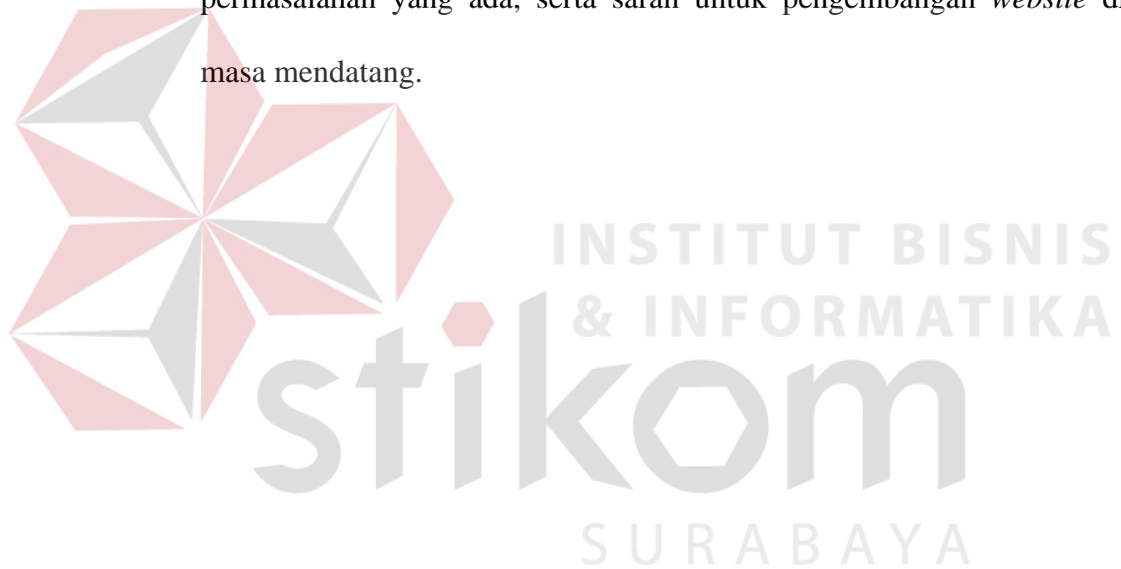 permasalahan yang ada, serta saran untuk pengembangan website di
masa mendatang.
INSTITUT BISNIS
& INFORMATIKA
stikom
SURABAYA